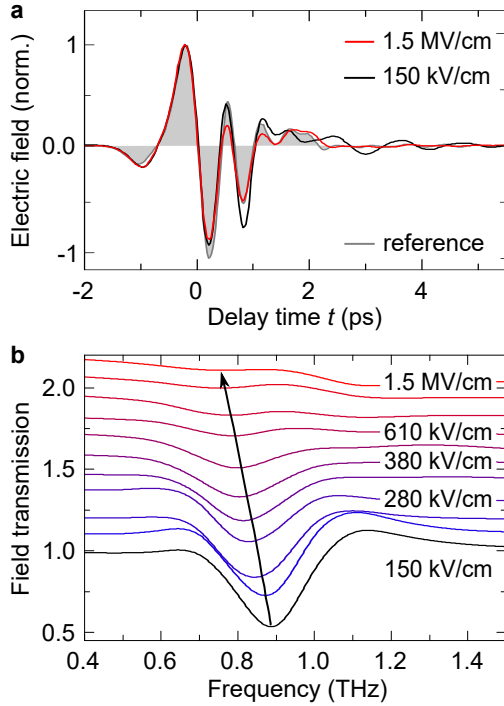 a
1.5 MV/cm
150 kV/cm
reference
1
0.0
-1
Electric field (norm.)
-2
0
2
4
Delay time t (ps)
b
1.5 MV/cm
610 kV/cm
380 kV/cm
280 kV/cm
150 kV/cm
2.0
1.5
1.0
0.5
Field transmission
0.4
0.6
0.8
1.0
1.2
1.4
Frequency (THz)